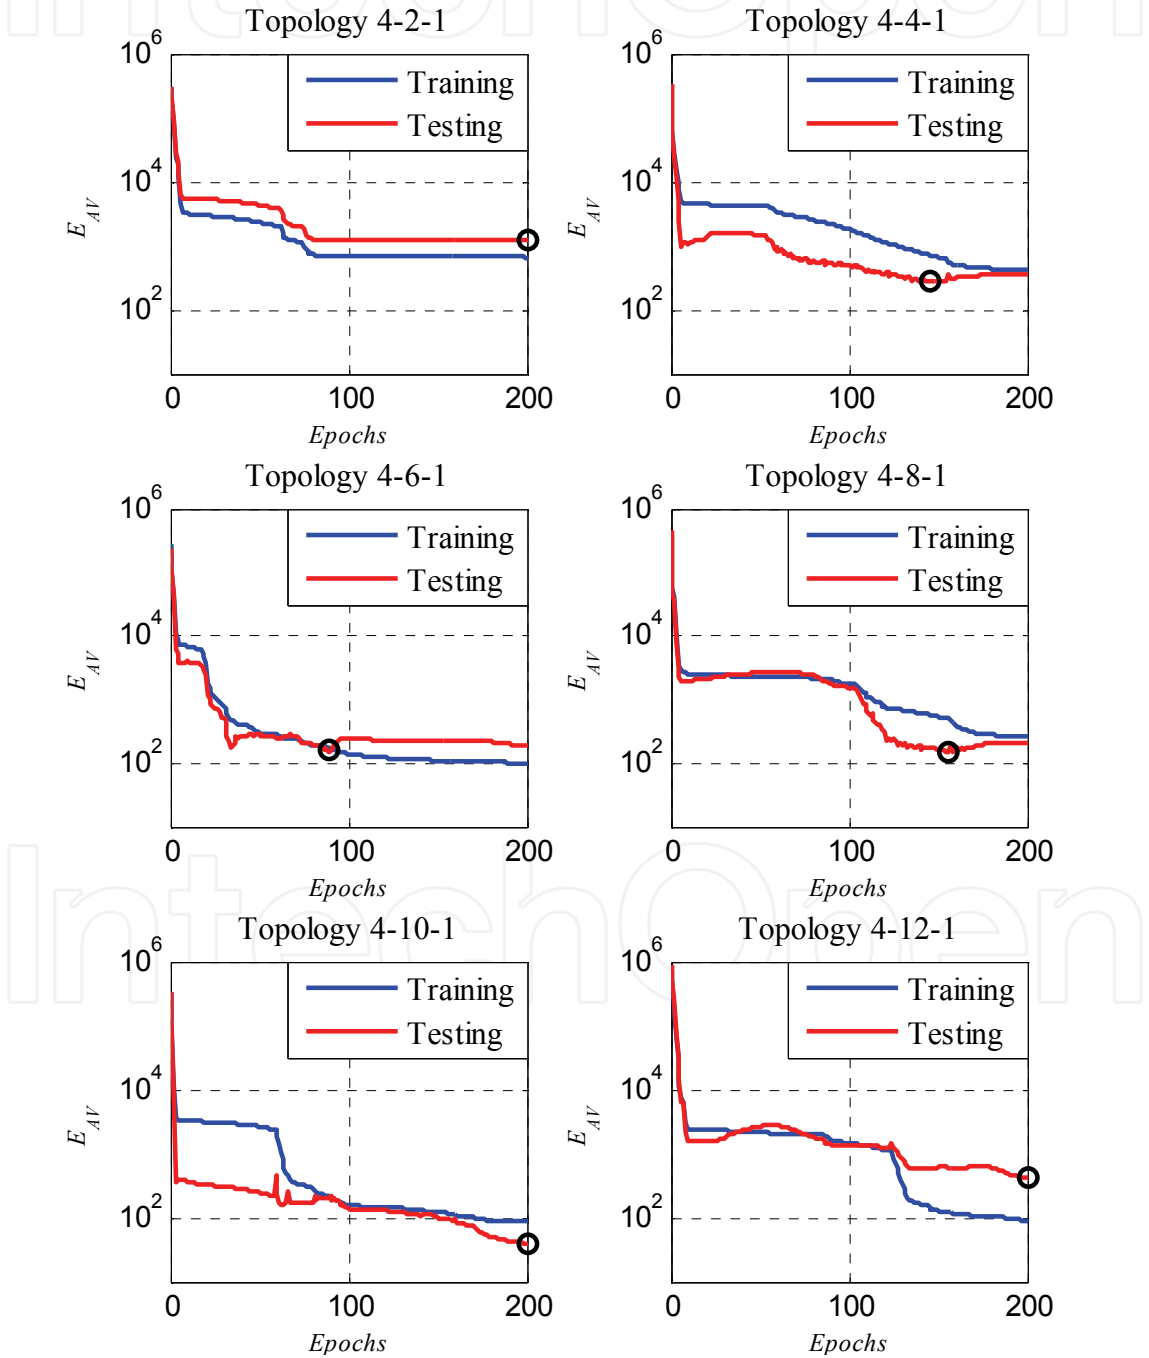 Topology 4-2-1
10^6
10^4
10^2
E_AV
Training
Testing
0 100 200
Epochs
Topology 4-4-1
10^6
10^4
10^2
E_AV
Training
Testing
0 100 200
Epochs
Topology 4-6-1
10^6
10^4
10^2
E_AV
Training
Testing
0 100 200
Epochs
Topology 4-8-1
10^6
10^4
10^2
E_AV
Training
Testing
0 100 200
Epochs
Topology 4-10-1
10^6
10^4
10^2
E_AV
Training
Testing
0 100 200
Epochs
Topology 4-12-1
10^6
10^4
10^2
E_AV
Training
Testing
0 100 200
Epochs
IntechOpen
IntechOpen